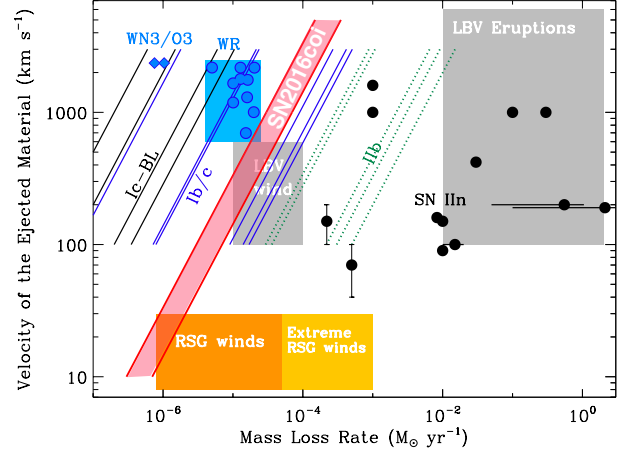 WN3/O3
WR
SN2016coi
LBV Eruptions
Ic-BL
Ib/c
LBV
wind
IIb
SN IIn
RSG winds
Extreme
RSG winds
1000
100
10
Velocity of the Ejected Material (km s⁻¹)
10⁻⁶
10⁻⁴
10⁻²
10⁰
Mass Loss Rate (M☉ yr⁻¹)